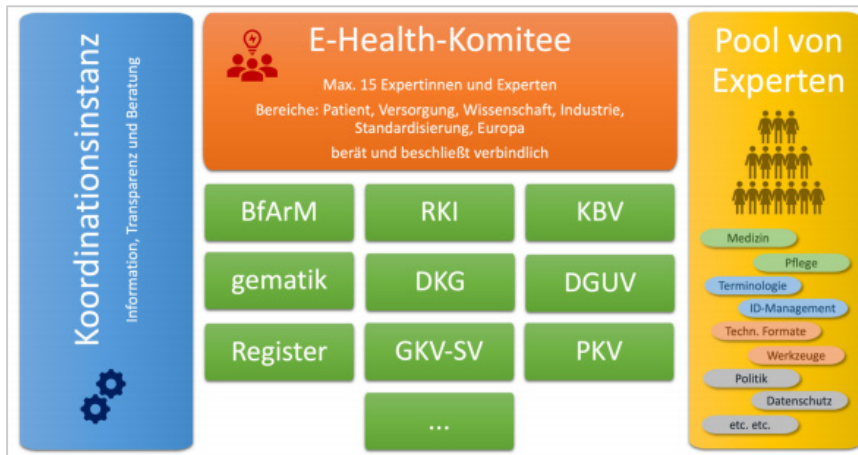 Koordinationsinstanz
Information, Transparenz und Beratung
E-Health-Komitee
Max. 15 Expertinnen und Experten
Bereiche: Patient, Versorgung, Wissenschaft, Industrie,
Standardisierung, Europa
berät und beschließt verbindlich
BfArM
RKI
KBV
gematik
DKG
DGUV
Register
GKV-SV
PKV
...
Pool von
Experten
Medizin
Pflege
Terminologie
ID-Management
Techn. Formate
Werkzeuge
Politik
Datenschutz
etc. etc.